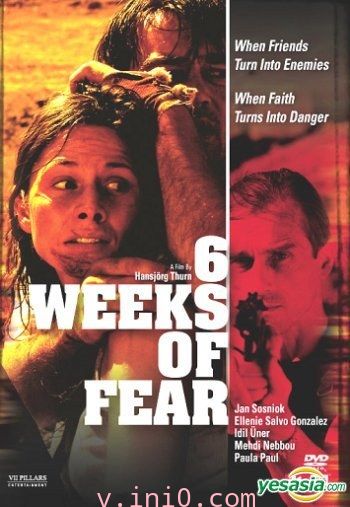 When Friends
Turn Into Enemies
When Faith
Turns Into Danger
A Film By
Hansjörg Thurn
6
WEEKS
OF
FEAR
Jan Sosniok
Ellenie Salvo Gonzalez
Idil Üner
Mehdi Nebbou
Paula Paul
VII PILLARS
ENTERTAINMENT
DVD
yesasia.com
v.ini0.com